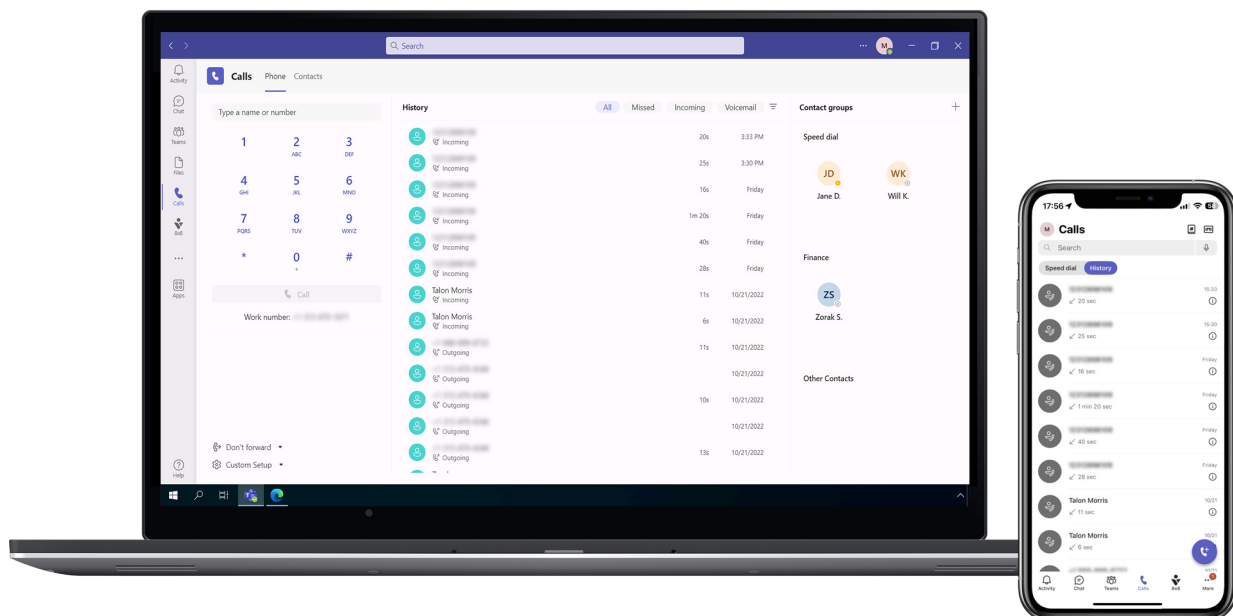 Search
M
Activity
Chat
Teams
Files
Calls
BsB
Apps
Help
Calls Phone Contacts
Type a name or number
1 2 3
ABC DEF
4 5 6
GHI JKL MNO
7 8 9
PQRS TUV WXYZ
* 0 #
+
Call
Work number:
Don't forward
Custom Setup
History All Missed Incoming Voicemail
Incoming 20s 3:33 PM
Incoming 25s 3:30 PM
Incoming 16s Friday
Incoming 1m 20s Friday
Incoming 40s Friday
Incoming 28s Friday
Talon Morris
Incoming 11s 10/21/2022
Talon Morris
Incoming 6s 10/21/2022
Outgoing 11s 10/21/2022
Outgoing 10/21/2022
Outgoing 10s 10/21/2022
Outgoing 10/21/2022
Outgoing 13s 10/21/2022
Contact groups
Speed dial
JD WK
Jane D. Will K.
Finance
ZS
Zorak S.
Other Contacts
17:56
M Calls
Search
Speed dial History
15:33
20 sec
15:30
25 sec
Friday
16 sec
Friday
1 min 20 sec
Friday
40 sec
Friday
28 sec
Talon Morris 10/21
11 sec
Talon Morris 10/21
6 sec
10/21
Activity Chat Teams Calls BsB More